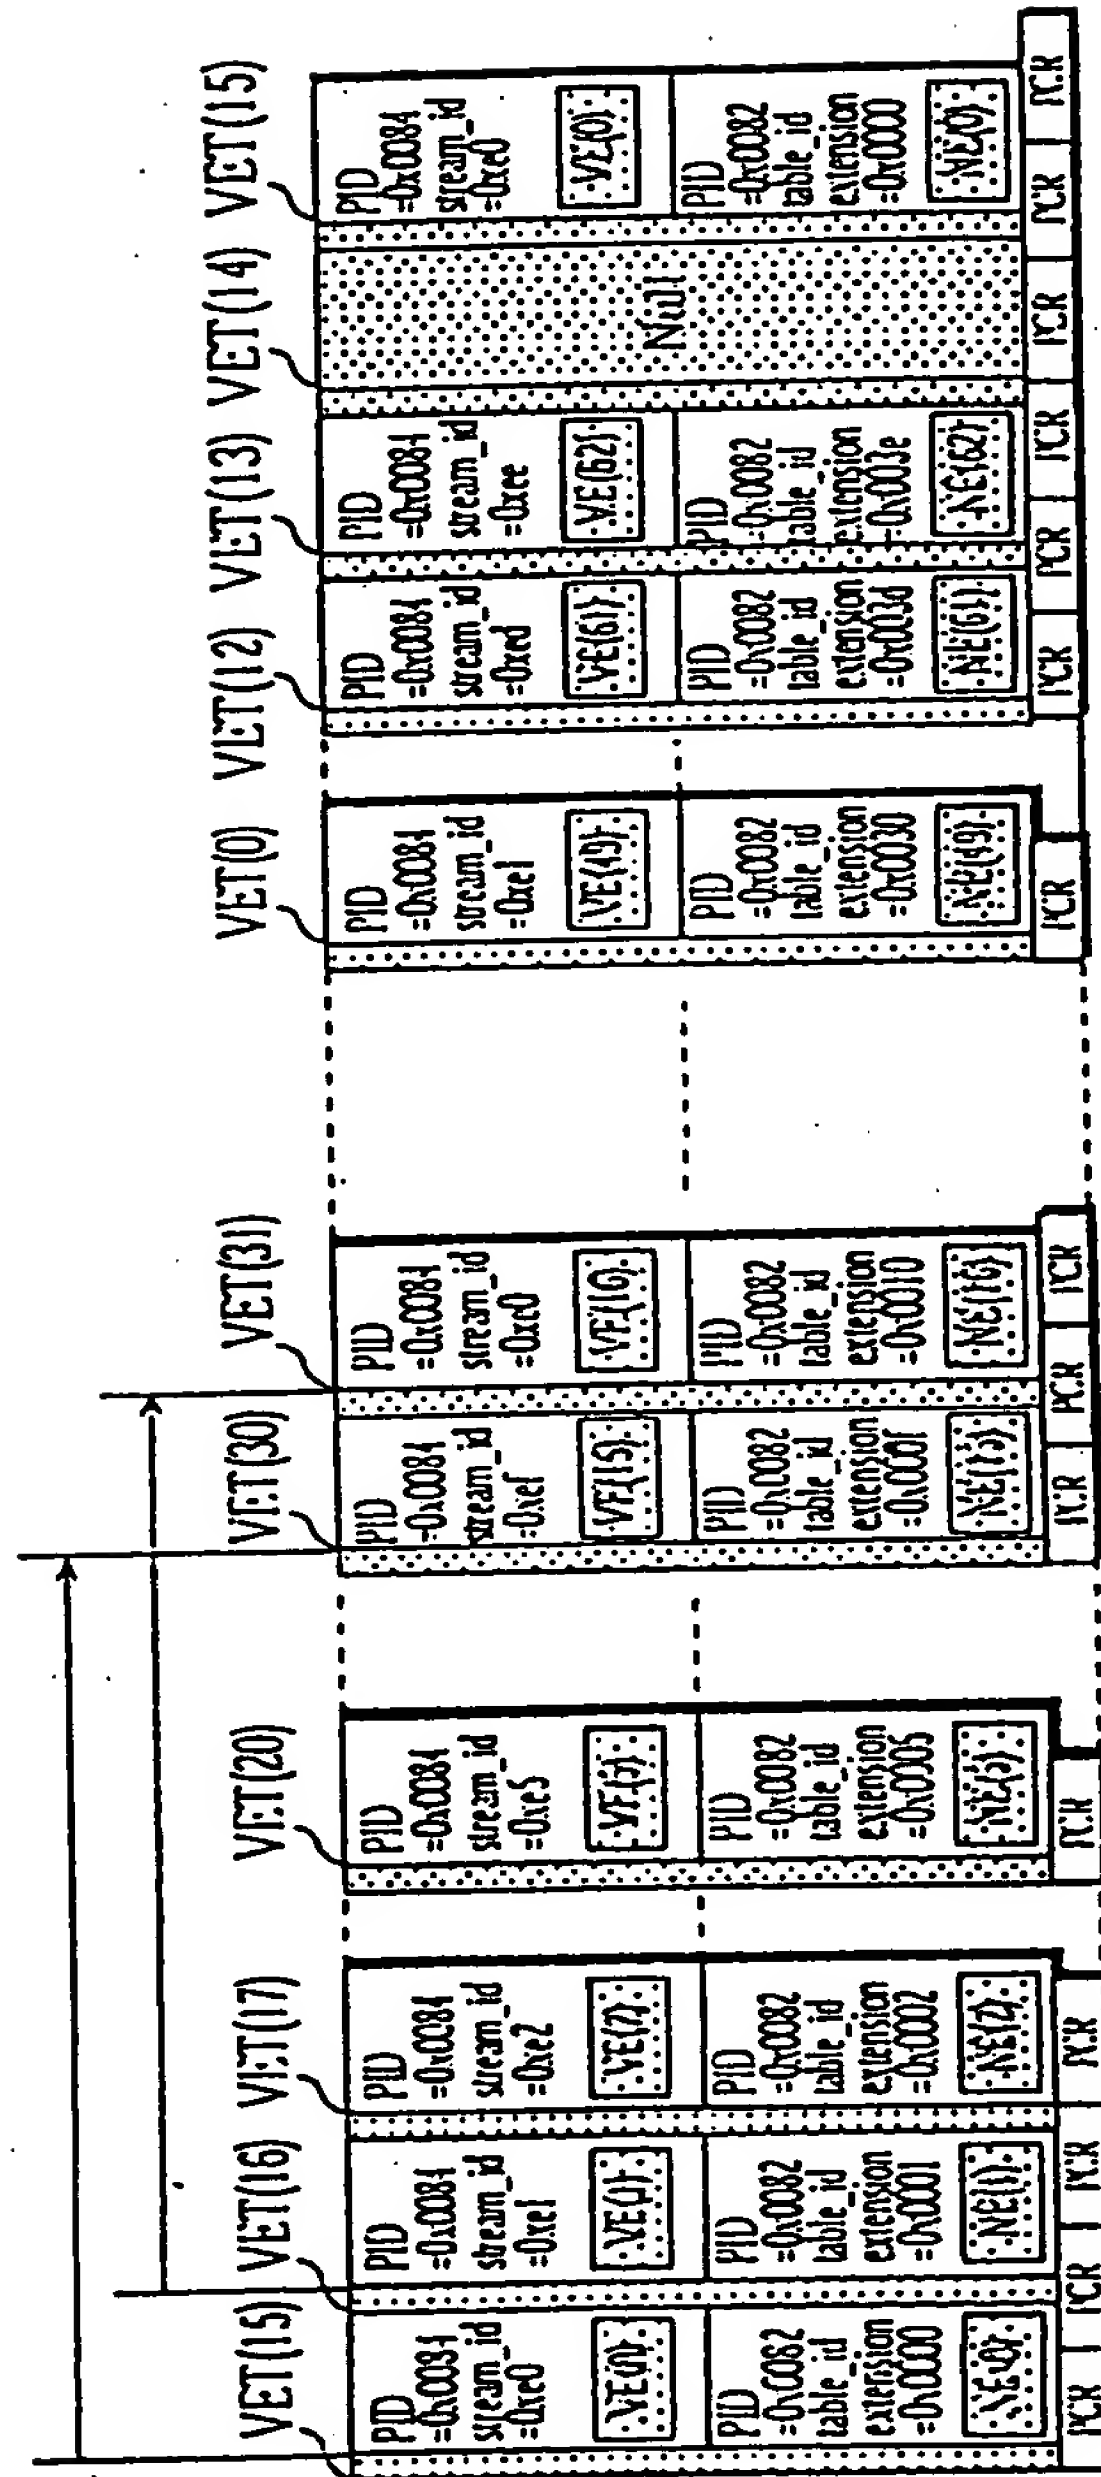 VET(15) VET(16) VET(17) VET(20) VET(30) VET(31) VET(0) VET(12) VET(13) VET(14) VET(15)
PID
=0x0084
stream_id
=0xe0
VE(0)
PID
=0x0084
stream_id
=0xe1
VE(1)
PID
=0x0084
stream_id
=0xe2
VE(2)
PID
=0x0084
stream_id
=0xe5
VE(5)
PID
=0x0084
stream_id
=0xef
VE(15)
PID
=0x0084
stream_id
=0xe0
VE(16)
PID
=0x0084
stream_id
=0xe1
VE(49)
PID
=0x0084
stream_id
=0xed
VE(61)
PID
=0x0084
stream_id
=0xee
VE(62)
Null
PID
=0x0084
stream_id
=0xe0
VE(0)
PID
=0x0082
table_id
extension
=0x0000
NE(0)
PID
=0x0082
table_id
extension
=0x0001
NE(1)
PID
=0x0082
table_id
extension
=0x0002
NE(2)
PID
=0x0082
table_id
extension
=0x0005
NE(5)
PID
=0x0082
table_id
extension
=0x000f
NE(15)
PID
=0x0082
table_id
extension
=0x0010
NE(16)
PID
=0x0082
table_id
extension
=0x0030
NE(49)
PID
=0x0082
table_id
extension
=0x003d
NE(61)
PID
=0x0082
table_id
extension
=0x003e
NE(62)
PID
=0x0082
table_id
extension
=0x0000
NE(0)
PCR PCR PCR PCR PCR PCR PCR PCR PCR PCR PCR PCR PCR PCR PCR